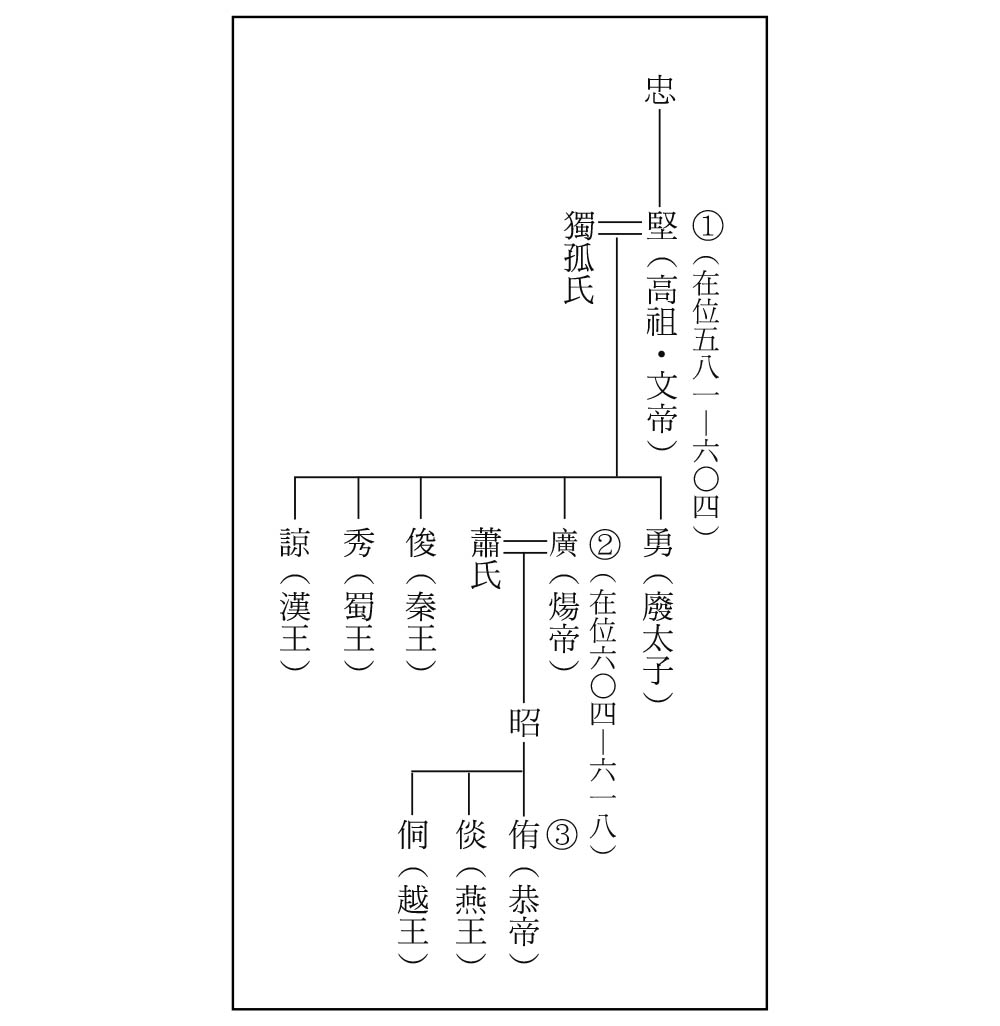 忠
①（在位五八一―六〇四）
堅（高祖・文帝）
獨孤氏
勇（廢太子）
②（在位六〇四―六一八）
廣（煬帝）
蕭氏
俊（秦王）
秀（蜀王）
諒（漢王）
昭
③
侑（恭帝）
倓（燕王）
侗（越王）